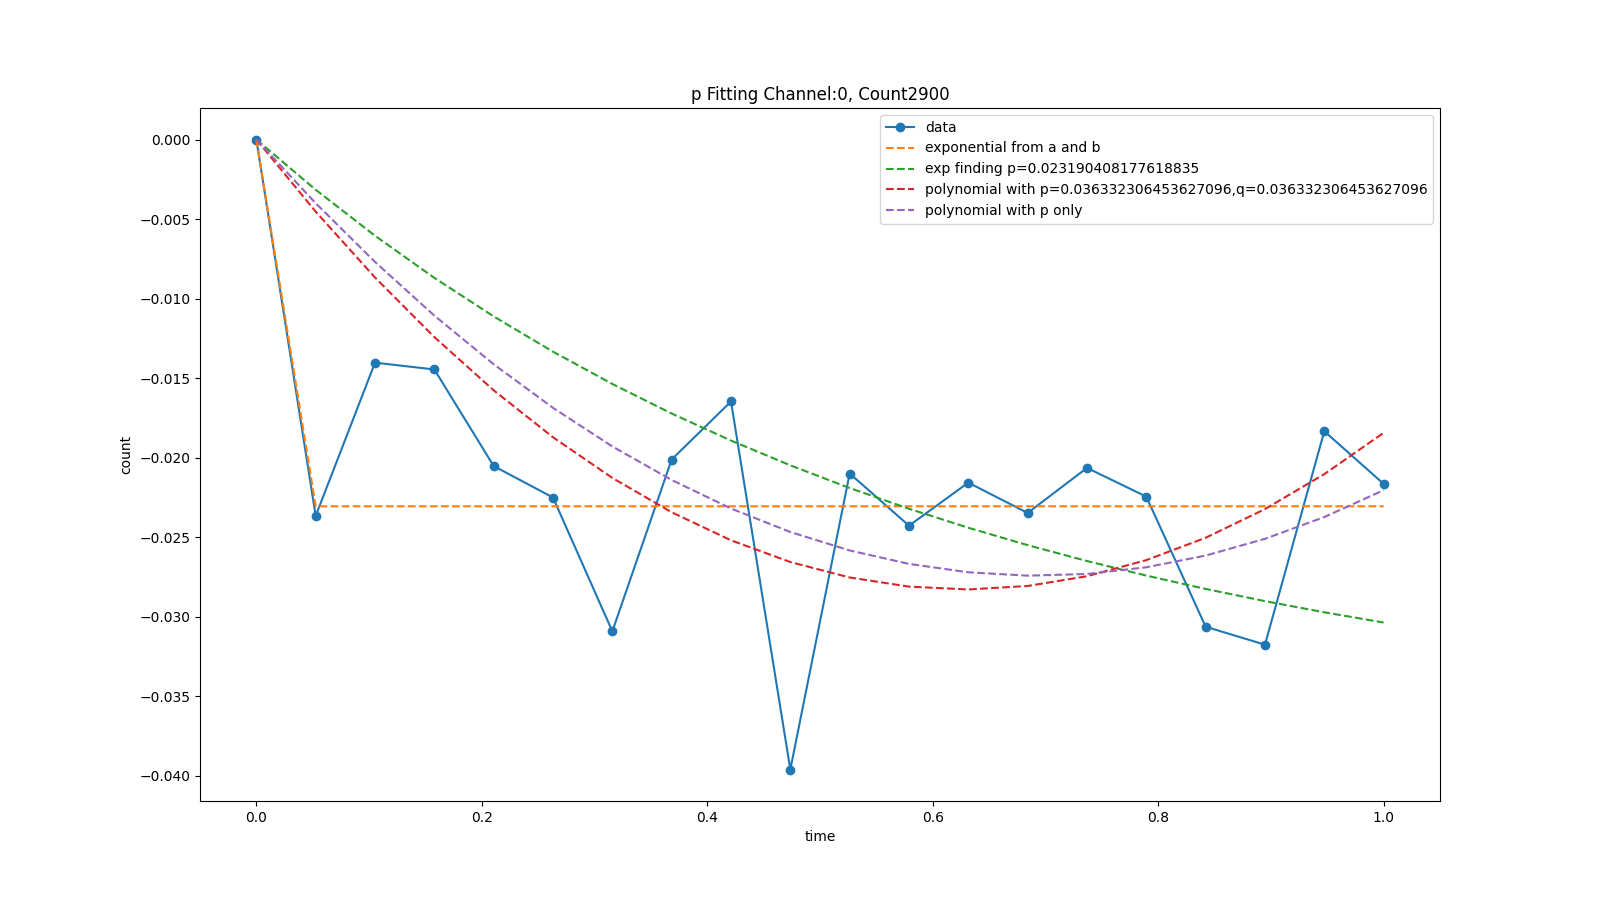 p Fitting Channel:0, Count2900
data
exponential from a and b
exp finding p=0.023190408177618835
polynomial with p=0.036332306453627096,q=0.036332306453627096
polynomial with p only
0.000
−0.005
−0.010
−0.015
−0.020
−0.025
−0.030
−0.035
−0.040
count
0.0 0.2 0.4 0.6 0.8 1.0
time